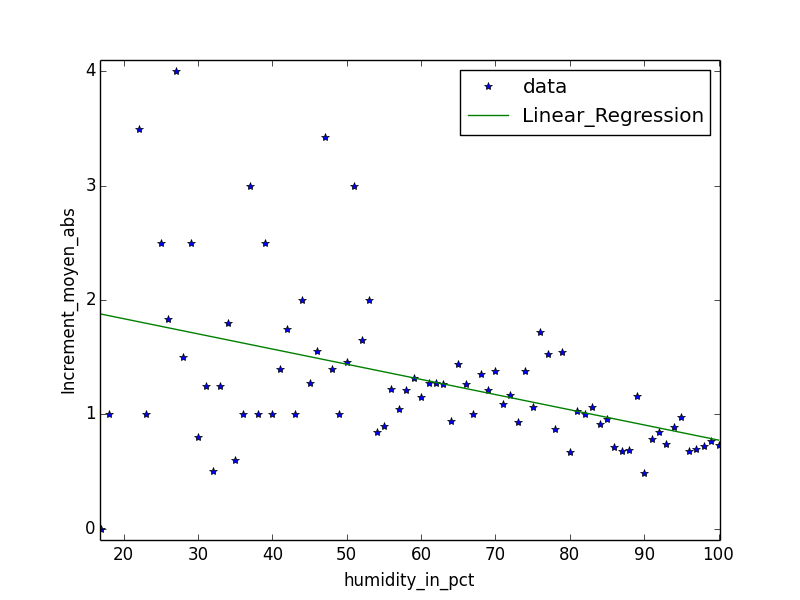 4
3
2
1
0
20 30 40 50 60 70 80 90 100
Increment_moyen_abs
humidity_in_pct
data
Linear_Regression